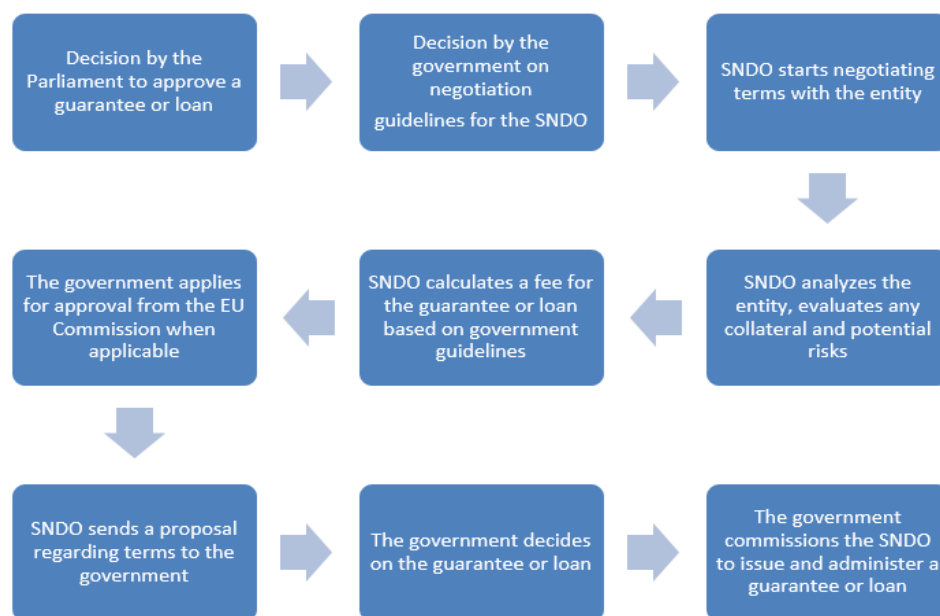 Decision by the
Parliament to approve a
guarantee or loan
Decision by the
government on
negotiation
guidelines for the SNDO
SNDO starts negotiating
terms with the entity
SNDO analyzes the
entity, evaluates any
collateral and potential
risks
SNDO calculates a fee for
the guarantee or loan
based on government
guidelines
The government applies
for approval from the EU
Commission when
applicable
SNDO sends a proposal
regarding terms to the
government
The government decides
on the guarantee or loan
The government
commissions the SNDO
to issue and administer a
guarantee or loan